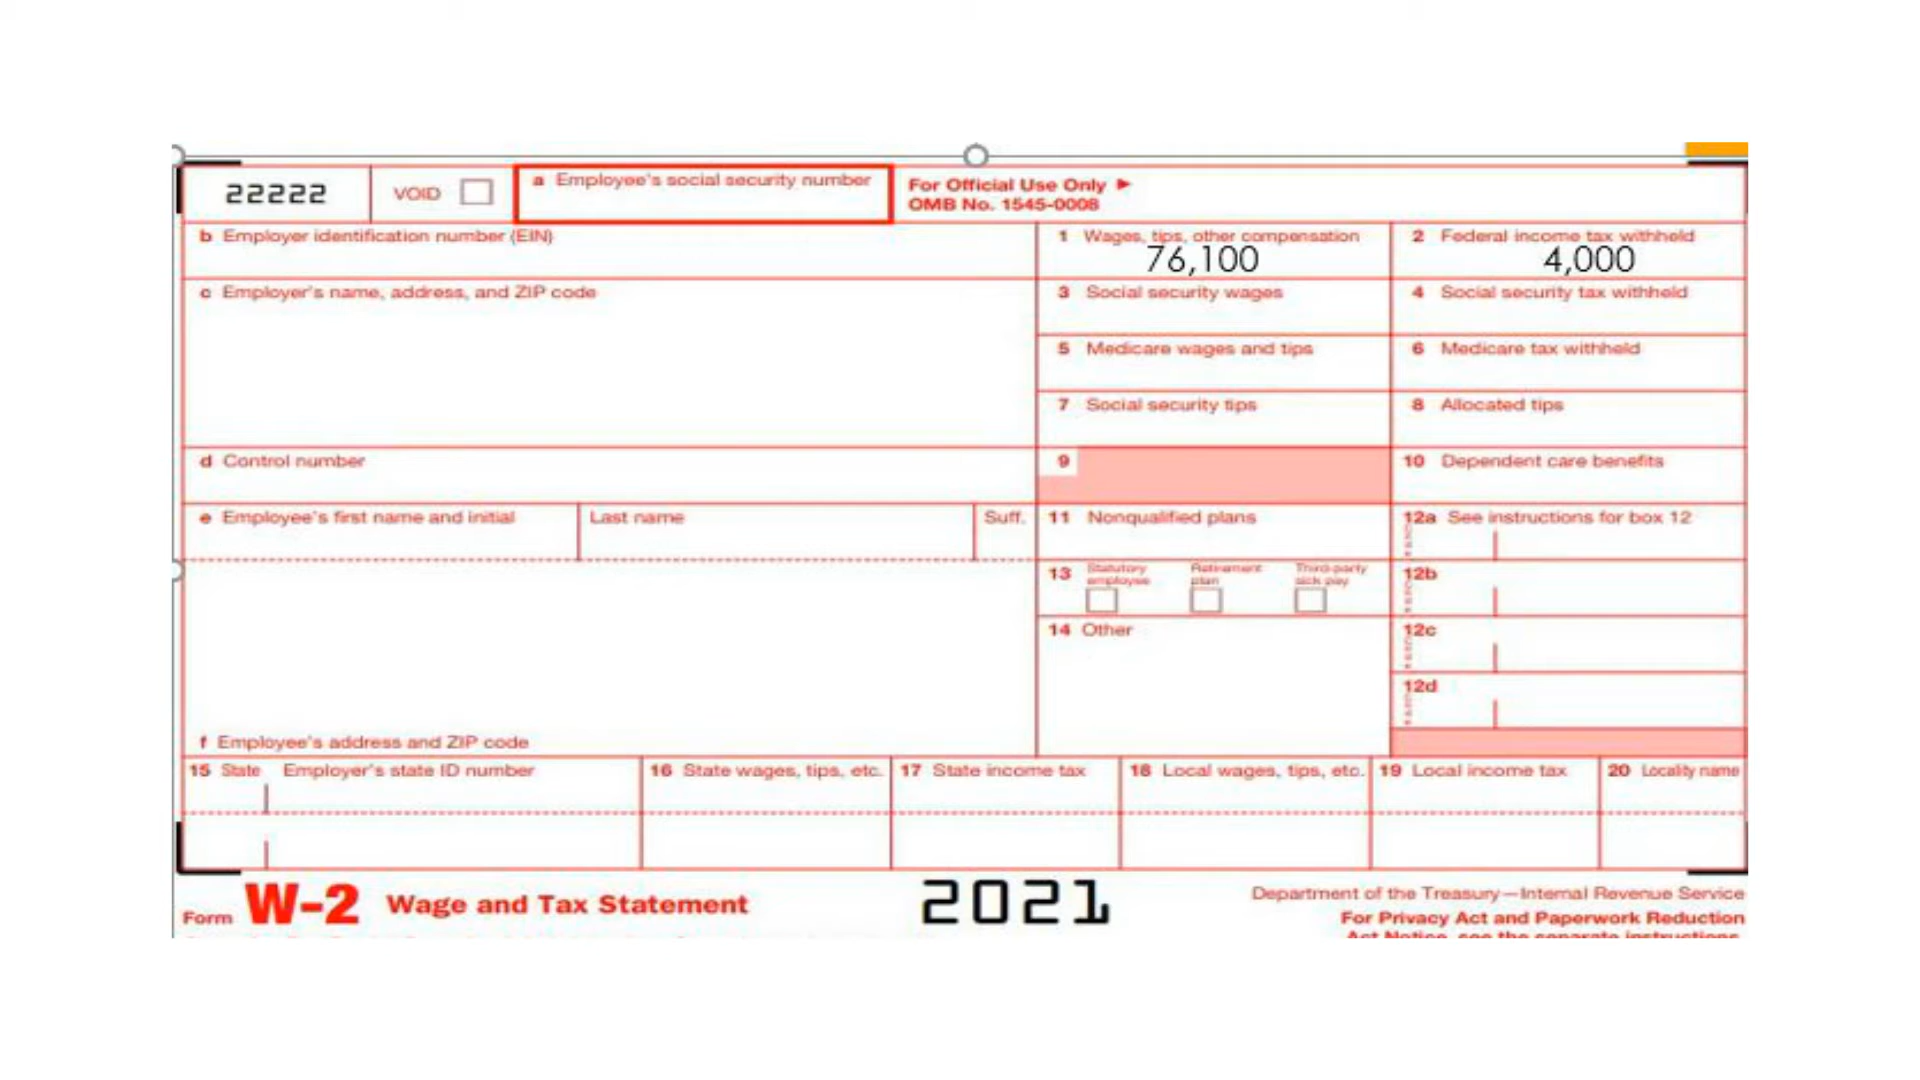 22222
VOID
a Employee's social security number
For Official Use Only ►
OMB No. 1545-0008
b Employer identification number (EIN)
1 Wages, tips, other compensation
76,100
2 Federal income tax withheld
4,000
c Employer's name, address, and ZIP code
3 Social security wages
4 Social security tax withheld
5 Medicare wages and tips
6 Medicare tax withheld
7 Social security tips
8 Allocated tips
d Control number
9
10 Dependent care benefits
e Employee's first name and initial
Last name
Suff.
11 Nonqualified plans
12a See instructions for box 12
13 Statutory employee
Retirement plan
Third-party sick pay
12b
14 Other
12c
12d
f Employee's address and ZIP code
15 State Employer's state ID number
16 State wages, tips, etc.
17 State income tax
18 Local wages, tips, etc.
19 Local income tax
20 Locality name
Form W-2 Wage and Tax Statement
2021
Department of the Treasury—Internal Revenue Service
For Privacy Act and Paperwork Reduction
Act Notice, see the separate instructions.